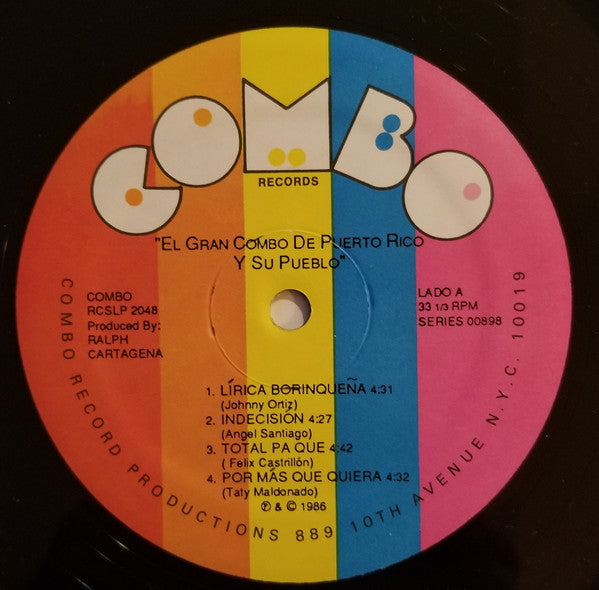 COMBO
RECORDS
"EL GRAN COMBO DE PUERTO RICO
Y SU PUEBLO"
COMBO
RCSLP 2048
Produced By:
RALPH
CARTAGENA
LADO A
33 1/3 RPM
SERIES 00898
1. LÍRICA BORINQUEÑA 4:31
(Johnny Ortiz)
2. INDECISIÓN 4:27
(Angel Santiago)
3. TOTAL PA QUE 4:42
( Felix Castrillón)
4. POR MÁS QUE QUIERA 4:32
(Taty Maldonado)
℗ & © 1986
COMBO RECORD PRODUCTIONS 889 10TH AVENUE N.Y.C. 10019